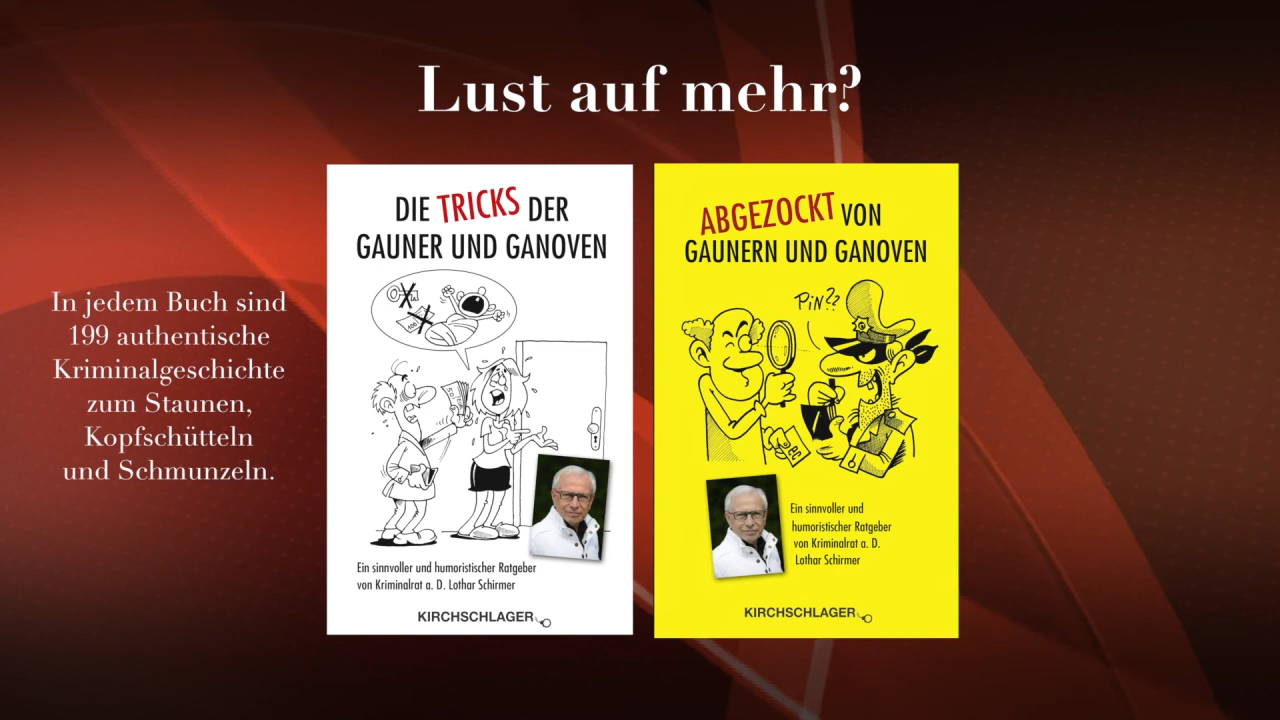 Lust auf mehr?
In jedem Buch sind
199 authentische
Kriminalgeschichte
zum Staunen,
Kopfschütteln
und Schmunzeln.
DIE TRICKS DER
GAUNER UND GANOVEN
100
Ein sinnvoller und humoristischer Ratgeber
von Kriminalrat a. D. Lothar Schirmer
KIRCHSCHLAGER
ABGEZOCKT VON
GAUNERN UND GANOVEN
PiN??
Ein sinnvoller und
humoristischer Ratgeber
von Kriminalrat a. D.
Lothar Schirmer
KIRCHSCHLAGER